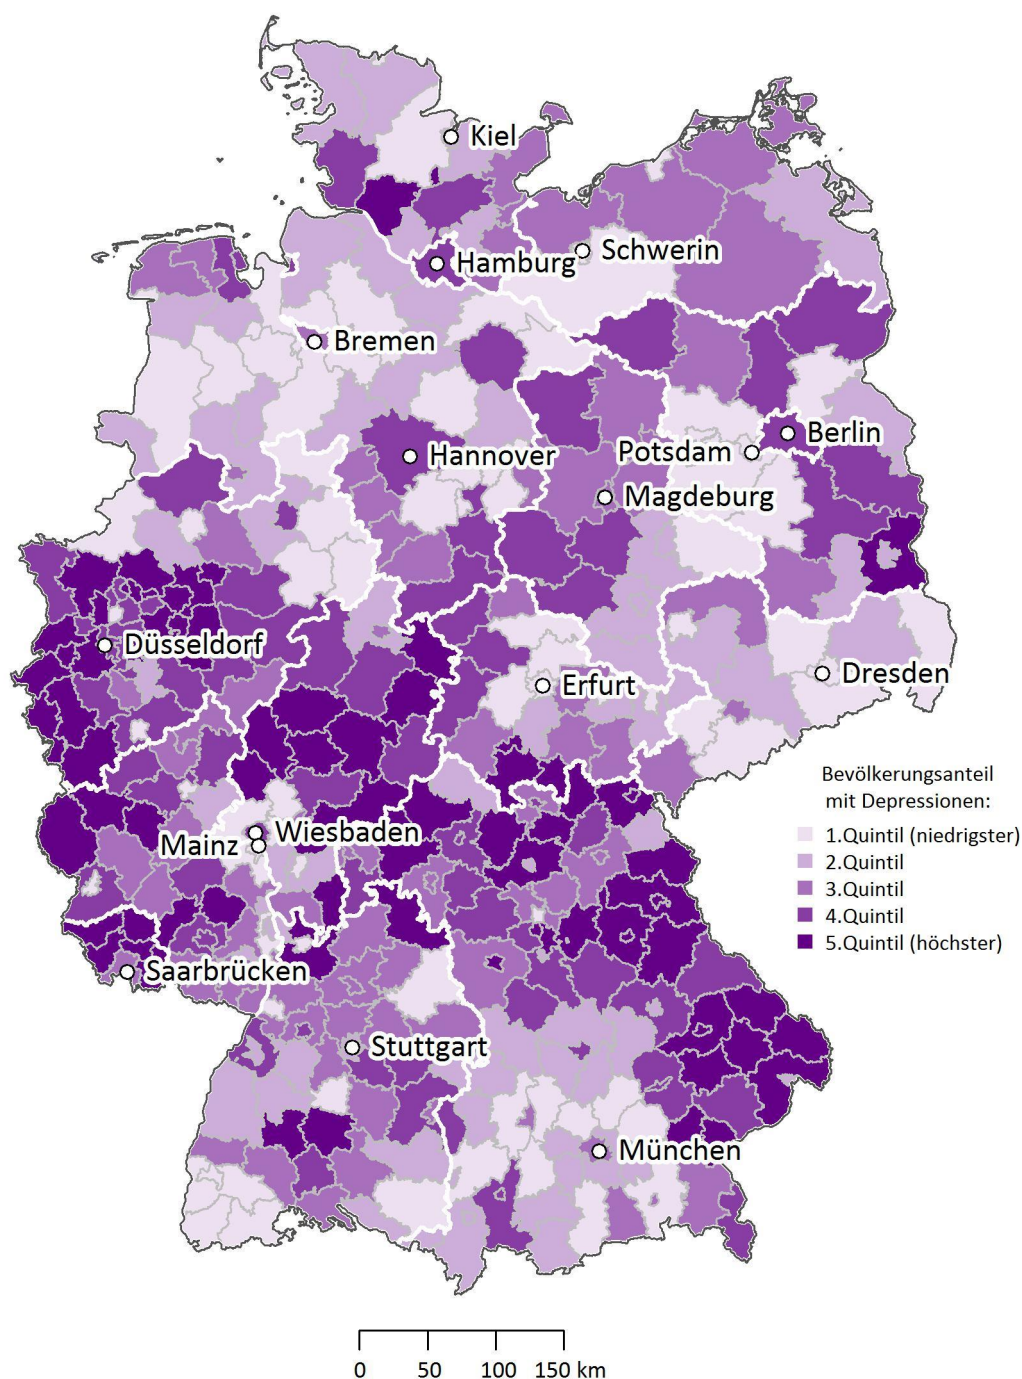 Kiel
Schwerin
Hamburg
Bremen
Berlin
Hannover
Potsdam
Magdeburg
Düsseldorf
Erfurt
Dresden
Bevölkerungsanteil
mit Depressionen:
1.Quintil (niedrigster)
2.Quintil
3.Quintil
4.Quintil
5.Quintil (höchster)
Wiesbaden
Mainz
Saarbrücken
Stuttgart
München
0 50 100 150 km